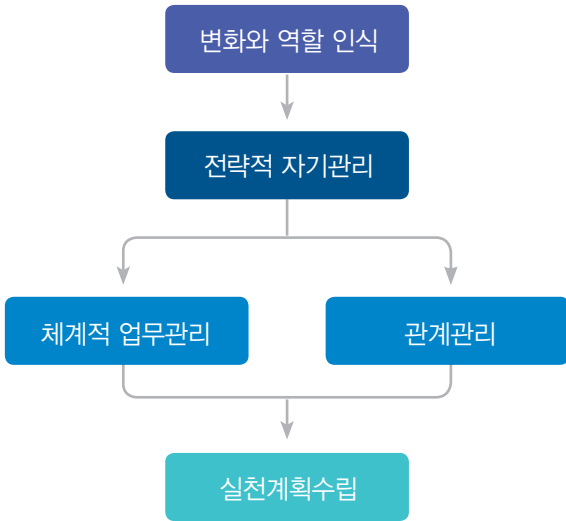 변화와 역할 인식
전략적 자기관리
체계적 업무관리
관계관리
실천계획수립